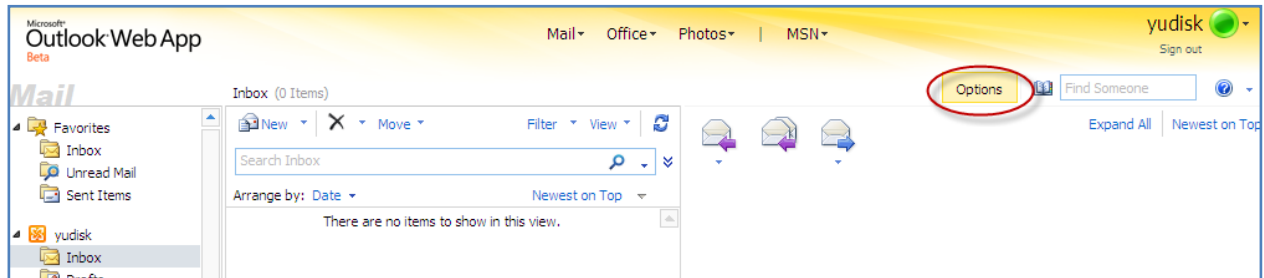 Microsoft®
Outlook Web App
Beta
Mail Office Photos | MSN
yudisk
Sign out
Mail
Inbox (0 Items)
Options
Find Someone
Favorites
Inbox
Unread Mail
Sent Items
yudisk
Inbox
Drafts
New X Move Filter View
Search Inbox
Arrange by: Date Newest on Top
There are no items to show in this view.
Expand All Newest on Top